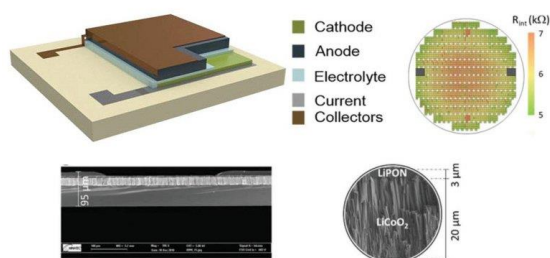 Cathode
Anode
Electrolyte
Current
Collectors
R_int (kΩ)
7
6
5
95 μm
LiPON
LiCoO₂
3 μm
20 μm